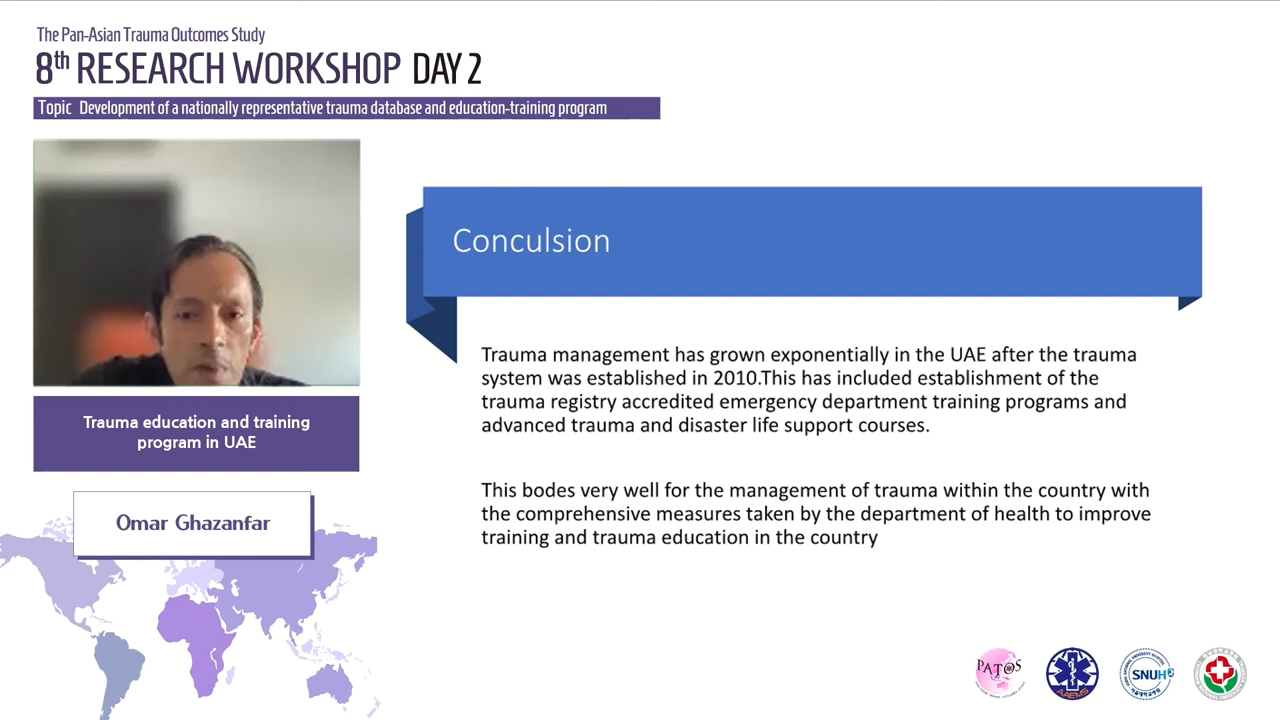 The Pan-Asian Trauma Outcomes Study
8th RESEARCH WORKSHOP DAY 2
Topic Development of a nationally representative trauma database and education-training program
Conculsion
Trauma management has grown exponentially in the UAE after the trauma
system was established in 2010.This has included establishment of the
trauma registry accredited emergency department training programs and
advanced trauma and disaster life support courses.
This bodes very well for the management of trauma within the country with
the comprehensive measures taken by the department of health to improve
training and trauma education in the country
Trauma education and training
program in UAE
Omar Ghazanfar
PATOS
AAEMS
SNUH